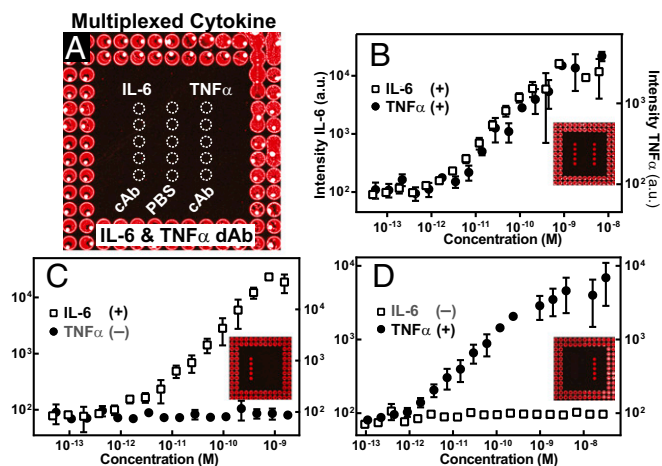 Multiplexed Cytokine
A
IL-6 TNFα
cAb PBS cAb
IL-6 & TNFα dAb
B
Intensity IL-6 (a.u.)
10⁴
10³
10²
IL-6 (+)
TNFα (+)
10³
10²
Intensity TNFα (a.u.)
10⁻¹³ 10⁻¹² 10⁻¹¹ 10⁻¹⁰ 10⁻⁹ 10⁻⁸
Concentration (M)
C
10⁴
10³
10²
IL-6 (+)
TNFα (−)
10⁴
10³
10²
10⁻¹³ 10⁻¹² 10⁻¹¹ 10⁻¹⁰ 10⁻⁹
Concentration (M)
D
10⁴
10³
10²
IL-6 (−)
TNFα (+)
10⁴
10³
10²
10⁻¹³ 10⁻¹² 10⁻¹¹ 10⁻¹⁰ 10⁻⁹ 10⁻⁸
Concentration (M)